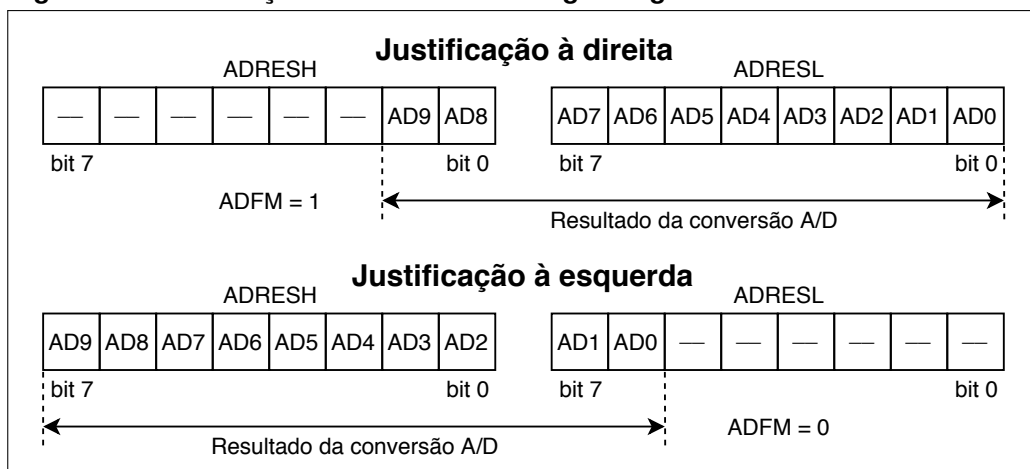 Justificação à direita
ADRESH ADRESL
— — — — — — AD9 AD8 AD7 AD6 AD5 AD4 AD3 AD2 AD1 AD0
bit 7 bit 0 bit 7 bit 0
ADFM = 1
Resultado da conversão A/D
Justificação à esquerda
ADRESH ADRESL
AD9 AD8 AD7 AD6 AD5 AD4 AD3 AD2 AD1 AD0 — — — — — —
bit 7 bit 0 bit 7 bit 0
Resultado da conversão A/D ADFM = 0